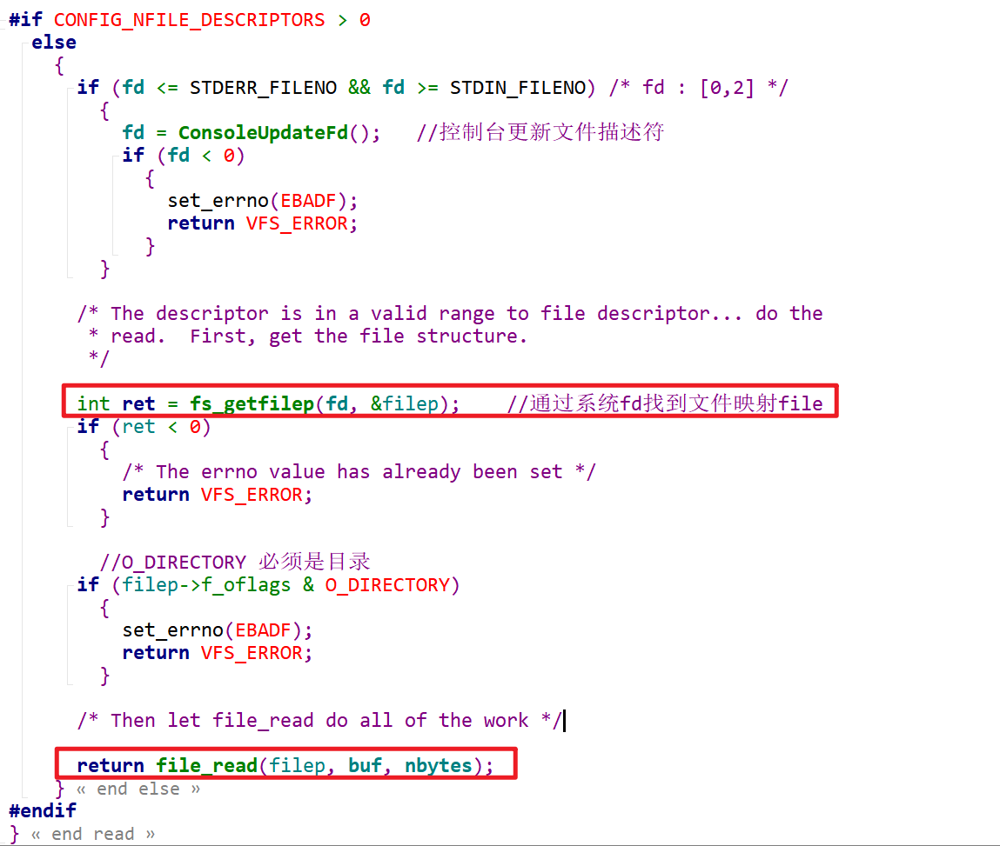 #if CONFIG_NFILE_DESCRIPTORS > 0
else
{
if (fd <= STDERR_FILENO && fd >= STDIN_FILENO) /* fd : [0,2] */
{
fd = ConsoleUpdateFd(); //控制台更新文件描述符
if (fd < 0)
{
set_errno(EBADF);
return VFS_ERROR;
}
}
/* The descriptor is in a valid range to file descriptor... do the
* read. First, get the file structure.
*/
int ret = fs_getfilep(fd, &filep); //通过系统fd找到文件映射file
if (ret < 0)
{
/* The errno value has already been set */
return VFS_ERROR;
}
//O_DIRECTORY 必须是目录
if (filep->f_oflags & O_DIRECTORY)
{
set_errno(EBADF);
return VFS_ERROR;
}
/* Then let file_read do all of the work */
return file_read(filep, buf, nbytes);
} « end else »
#endif
} « end read »